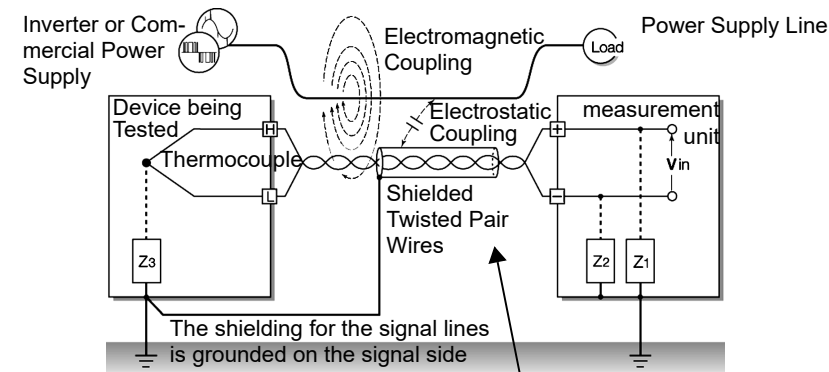 Inverter or Com-
mercial Power
Supply
Electromagnetic
Coupling
Load
Power Supply Line
Device being
Tested
H
Thermocouple
L
Z3
Electrostatic
Coupling
Shielded
Twisted Pair
Wires
measurement
unit
+
Vin
−
Z2
Z1
The shielding for the signal lines
is grounded on the signal side